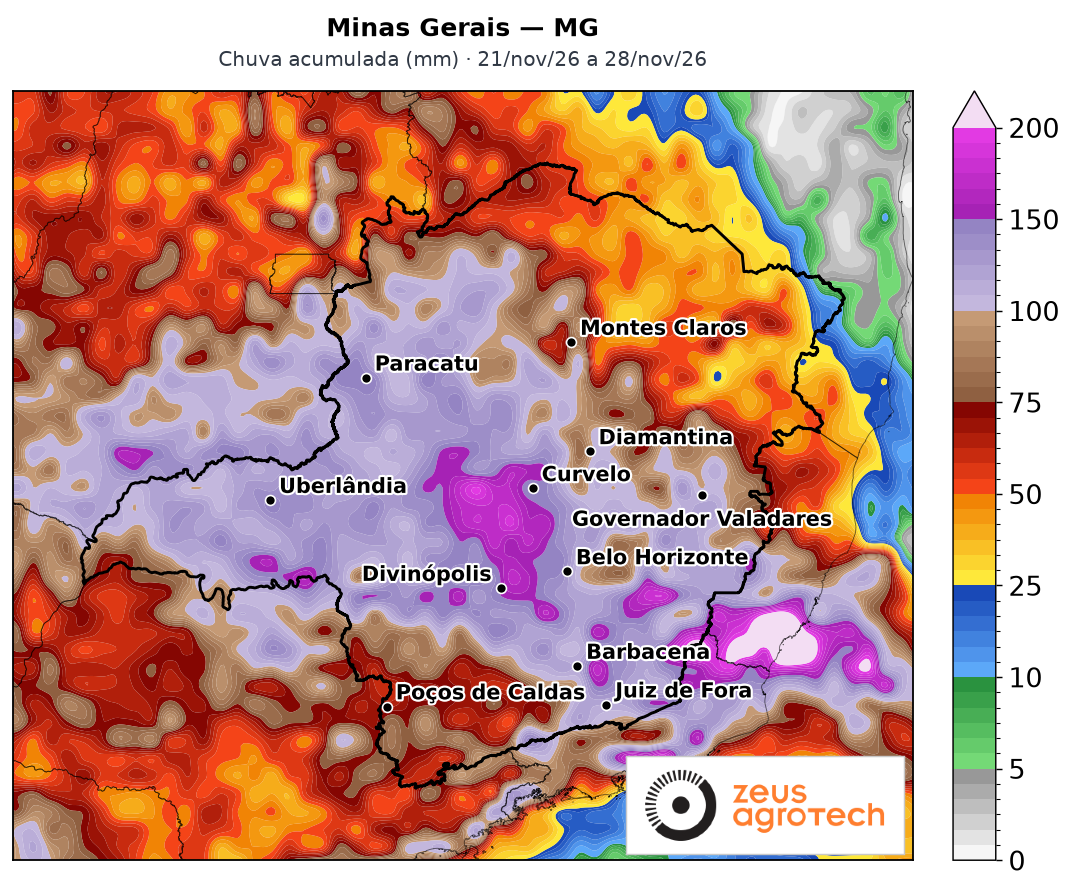 Minas Gerais — MG
Chuva acumulada (mm) · 21/nov/26 a 28/nov/26
200
150
100
75
50
25
10
5
0
Montes Claros
Paracatu
Diamantina
Curvelo
Uberlândia
Governador Valadares
Belo Horizonte
Divinópolis
Barbacena
Poços de Caldas
Juiz de Fora
zeus
agrotech